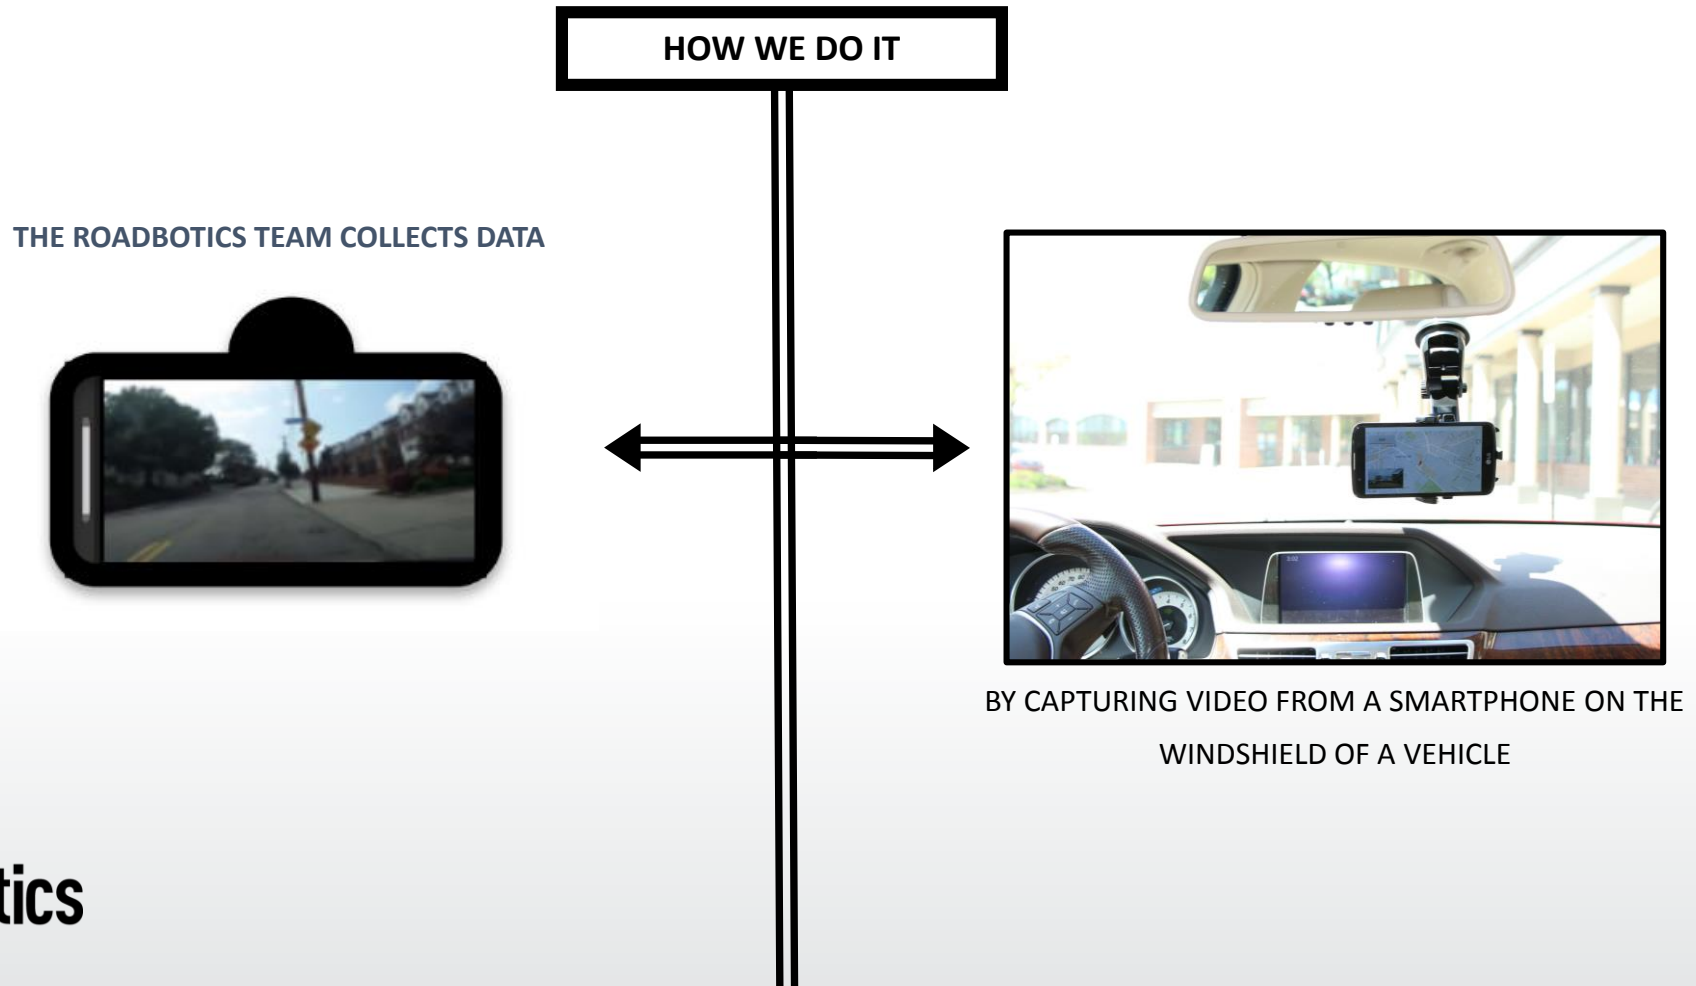 HOW WE DO IT
THE ROADBOTICS TEAM COLLECTS DATA
BY CAPTURING VIDEO FROM A SMARTPHONE ON THE
WINDSHIELD OF A VEHICLE
tics